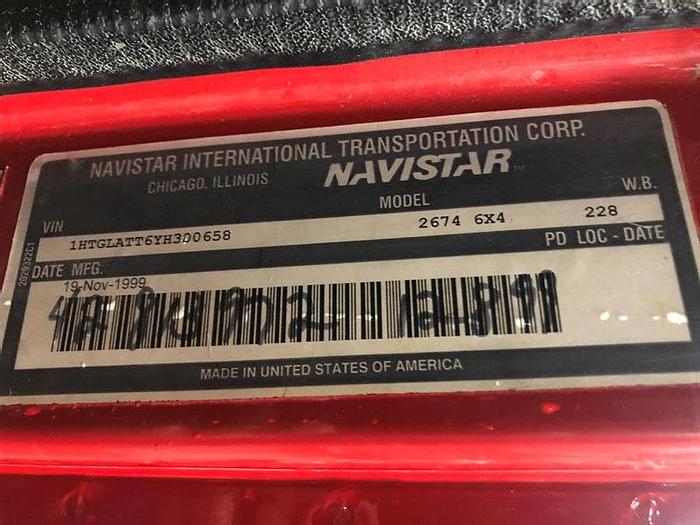 NAVISTAR INTERNATIONAL TRANSPORTATION CORP.
CHICAGO, ILLINOIS
NAVISTAR
VIN
MODEL
W.B.
1HTGLATT6YH300658
2674 6X4
228
DATE MFG.
PD LOC - DATE
19-Nov-1999
2029322C1
MADE IN UNITED STATES OF AMERICA